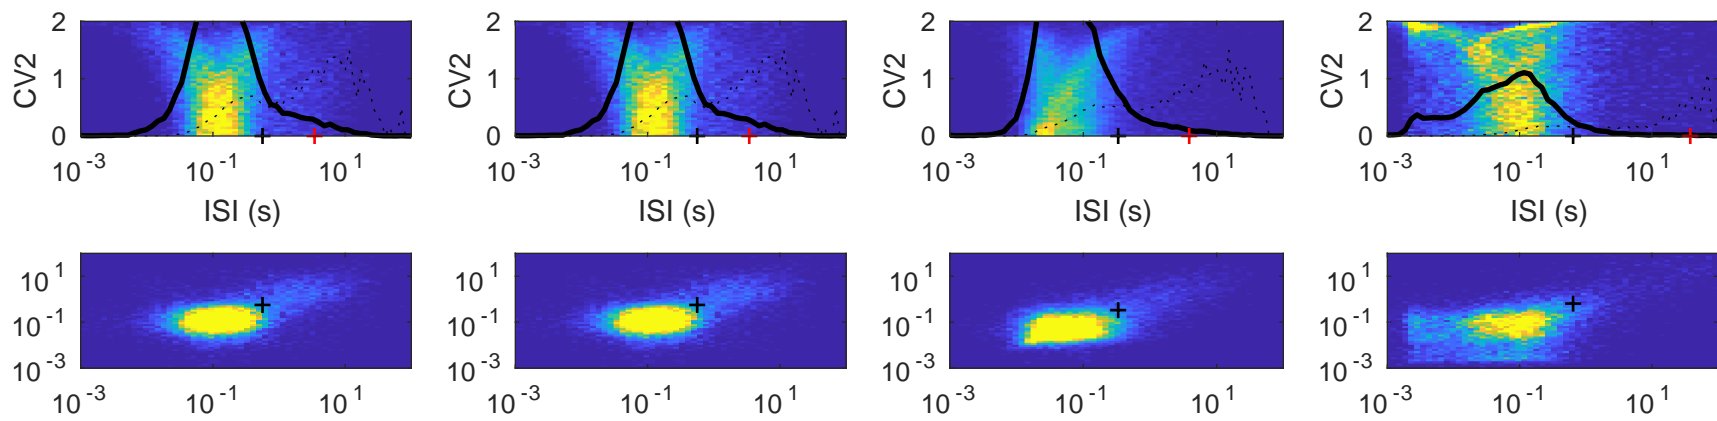 2 2 2 2
CV2 1 CV2 1 CV2 1 CV2 1
0 0 0 0
10^-3 10^-1 10^1 10^-3 10^-1 10^1 10^-3 10^-1 10^1 10^-3 10^-1 10^1
ISI (s) ISI (s) ISI (s) ISI (s)
10^1 10^1 10^1 10^1
10^-1 10^-1 10^-1 10^-1
10^-3 10^-3 10^-3 10^-3
10^-3 10^-1 10^1 10^-3 10^-1 10^1 10^-3 10^-1 10^1 10^-3 10^-1 10^1